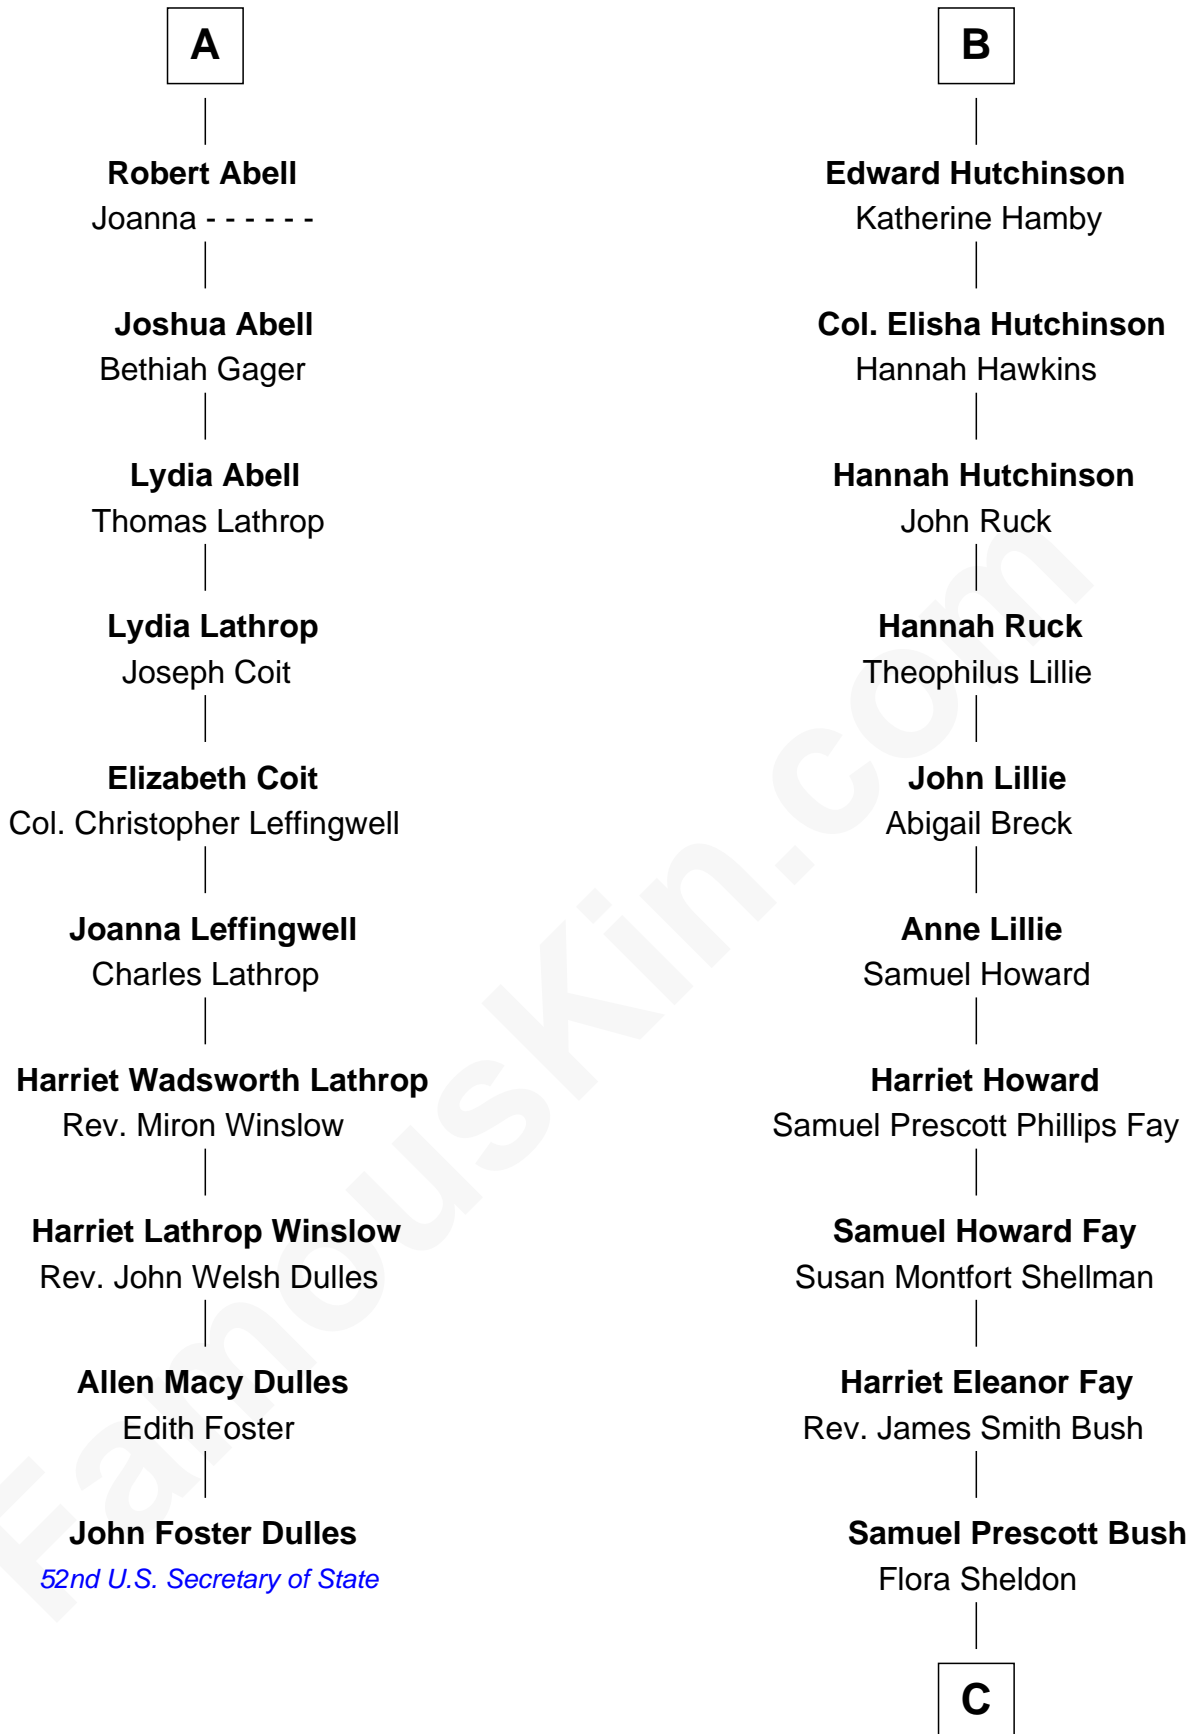 A
Robert Abell
Joanna - - - - - -
Joshua Abell
Bethiah Gager
Lydia Abell
Thomas Lathrop
Lydia Lathrop
Joseph Coit
Elizabeth Coit
Col. Christopher Leffingwell
Joanna Leffingwell
Charles Lathrop
Harriet Wadsworth Lathrop
Rev. Miron Winslow
Harriet Lathrop Winslow
Rev. John Welsh Dulles
Allen Macy Dulles
Edith Foster
John Foster Dulles
52nd U.S. Secretary of State
B
Edward Hutchinson
Katherine Hamby
Col. Elisha Hutchinson
Hannah Hawkins
Hannah Hutchinson
John Ruck
Hannah Ruck
Theophilus Lillie
John Lillie
Abigail Breck
Anne Lillie
Samuel Howard
Harriet Howard
Samuel Prescott Phillips Fay
Samuel Howard Fay
Susan Montfort Shellman
Harriet Eleanor Fay
Rev. James Smith Bush
Samuel Prescott Bush
Flora Sheldon
C
FamousKin.com